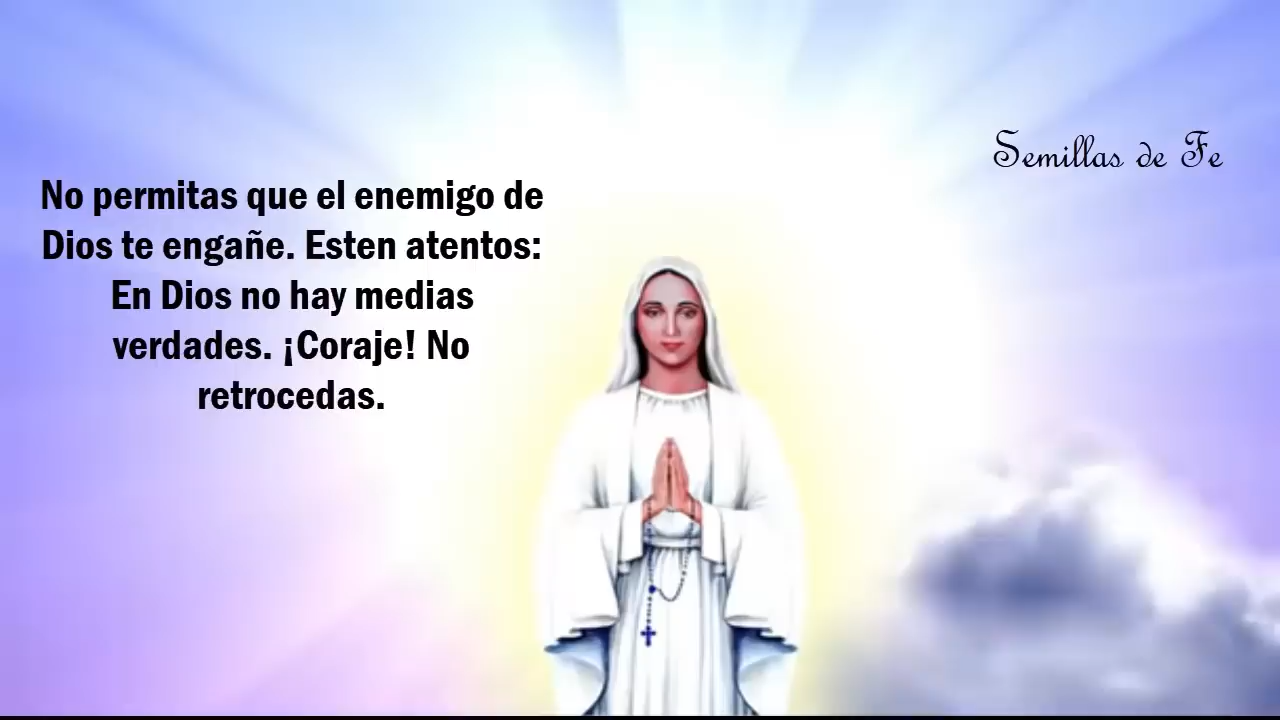 Semillas de Fe
No permitas que el enemigo de
Dios te engañe. Esten atentos:
En Dios no hay medias
verdades. ¡Coraje! No
retrocedas.